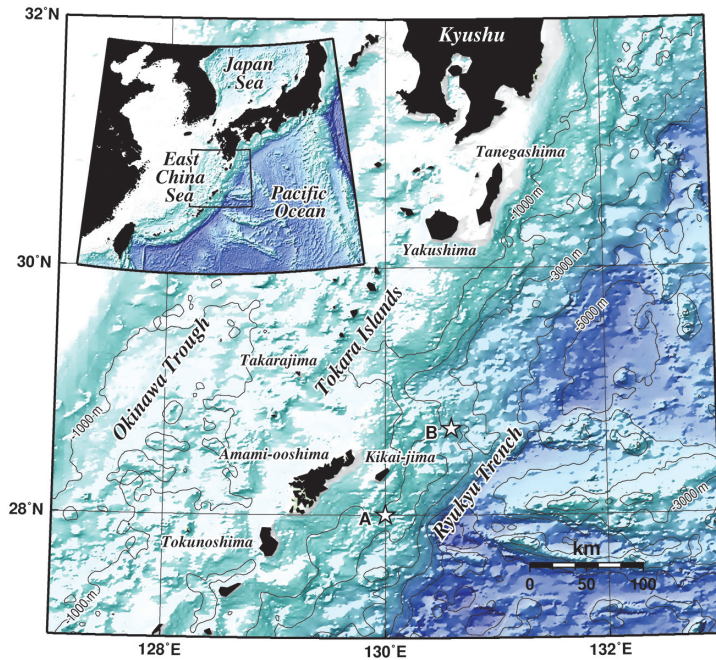 32°N
Kyushu
Japan
Sea
East
China
Sea
Pacific
Ocean
Tanegashima
-1000 m
Yakushima
30°N
-3000 m
-5000 m
Tokara Islands
Okinawa Trough
Takarajima
-1000 m
B
Amami-ooshima
Kikai-jima
Ryukyu Trench
28°N
A
-3000 m
Tokunoshima
km
0 50 100
-1000 m
128°E
130°E
132°E